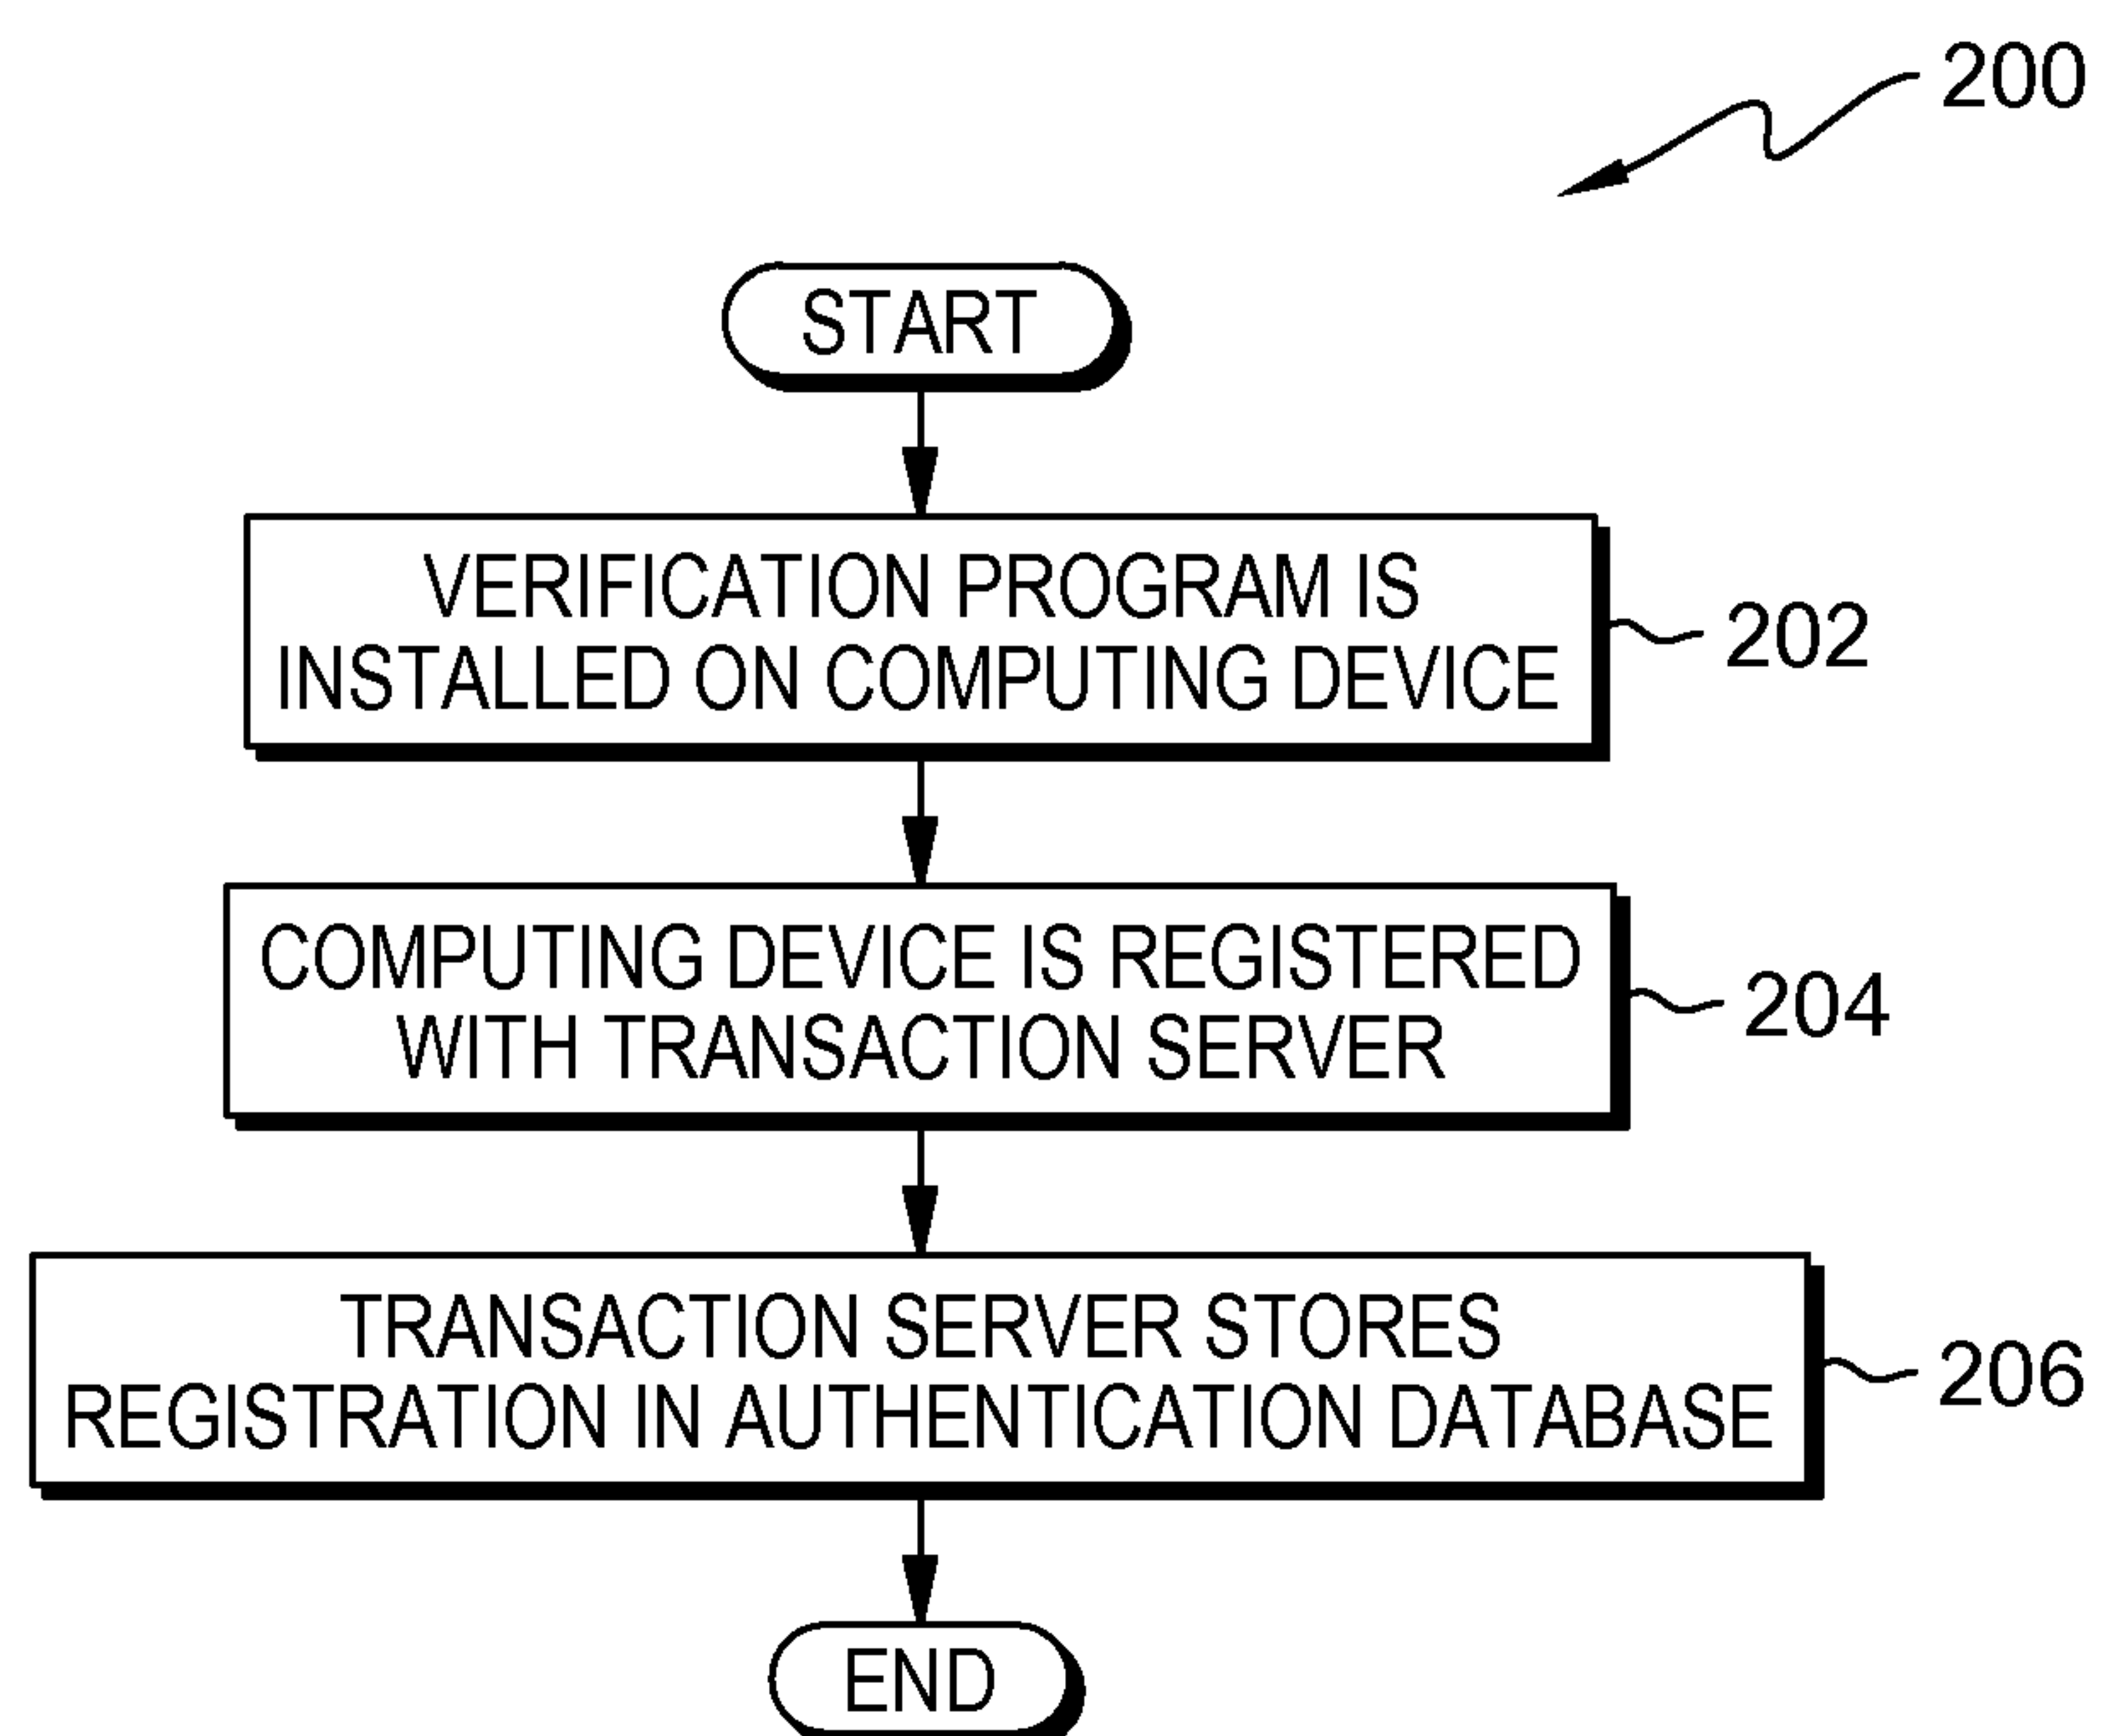 200
START
VERIFICATION PROGRAM IS
INSTALLED ON COMPUTING DEVICE
202
COMPUTING DEVICE IS REGISTERED
WITH TRANSACTION SERVER
204
TRANSACTION SERVER STORES
REGISTRATION IN AUTHENTICATION DATABASE
206
END